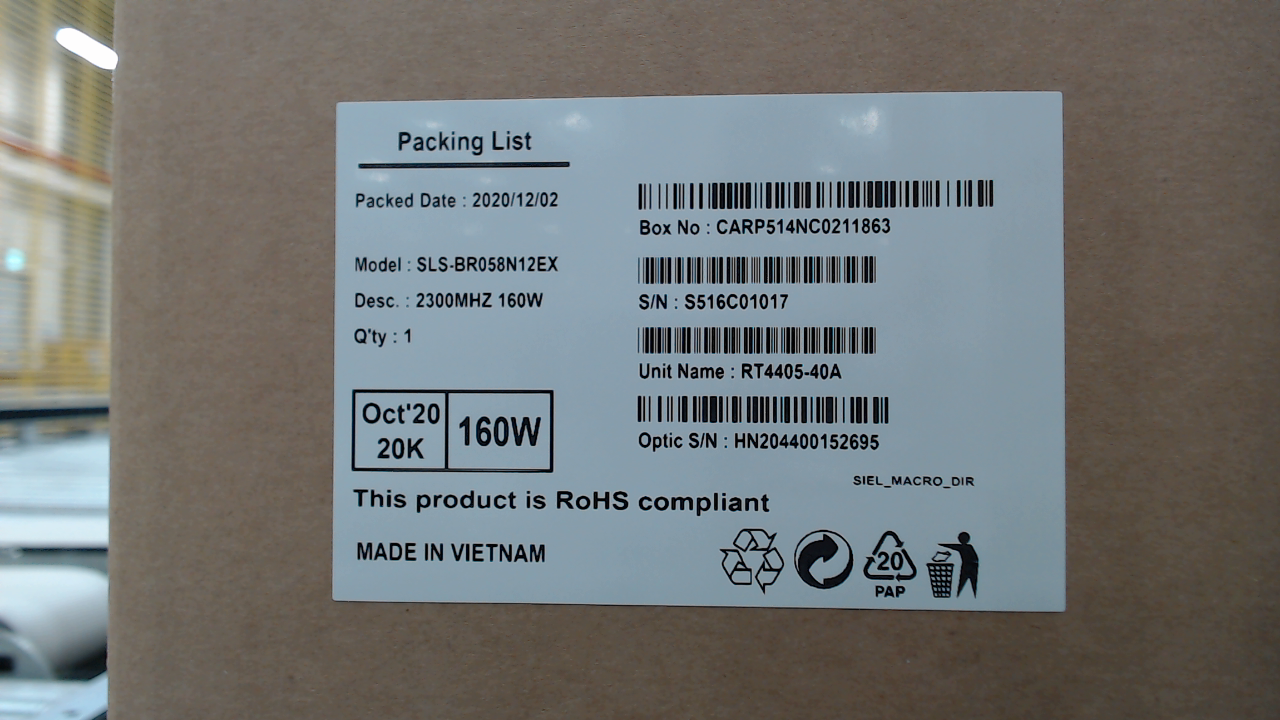 Packing List
Packed Date : 2020/12/02
Model : SLS-BR058N12EX
Desc. : 2300MHZ 160W
Q'ty : 1
Box No : CARP514NC0211863
S/N : S516C01017
Unit Name : RT4405-40A
Optic S/N : HN204400152695
Oct'20
20K
160W
SIEL_MACRO_DIR
This product is RoHS compliant
MADE IN VIETNAM
20
PAP